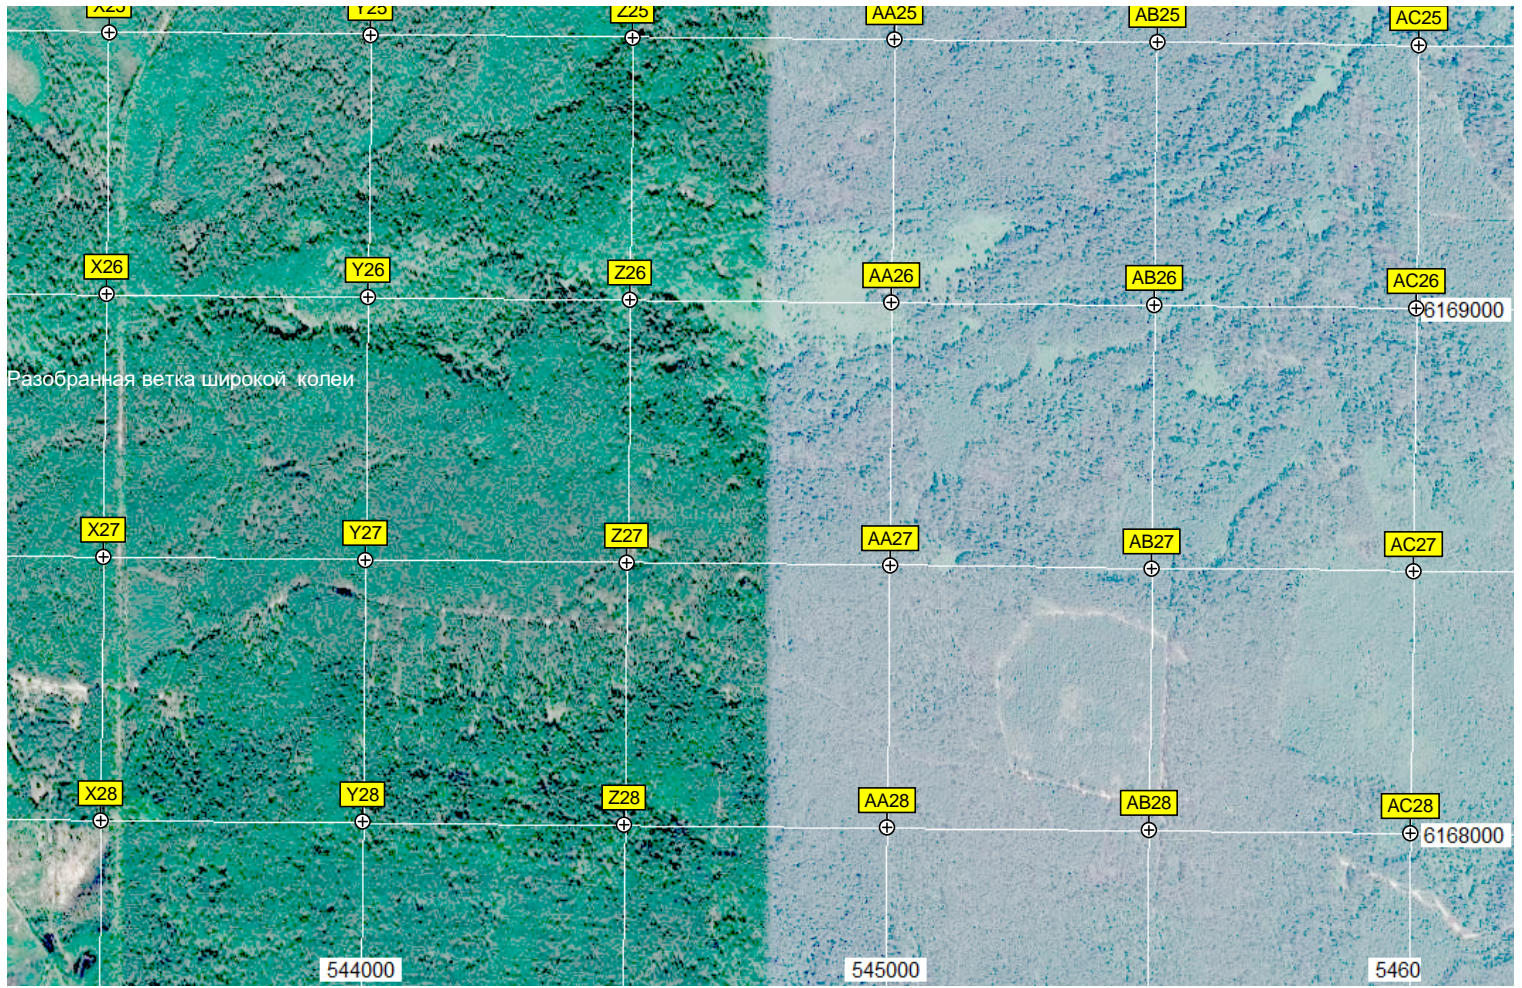 X25
Y25
Z25
AA25
AB25
AC25
X26
Y26
Z26
AA26
AB26
AC26
6169000
Разобранная ветка широкой колеи
X27
Y27
Z27
AA27
AB27
AC27
X28
Y28
Z28
AA28
AB28
AC28
6168000
544000
545000
5460